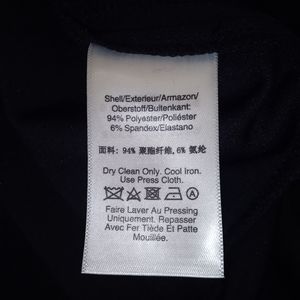 Shell/Exterieur/Armazon/
Oberstoff/Buitenkant:
94% Polyester/Poliéster
6% Spandex/Elastano
面料: 94% 聚酯纤维, 6% 氨纶
Dry Clean Only. Cool iron.
Use Press Cloth.
Faire Laver Au Pressing
Uniquement. Repasser
Avec Fer Tiède Et Patte
Mouillée.